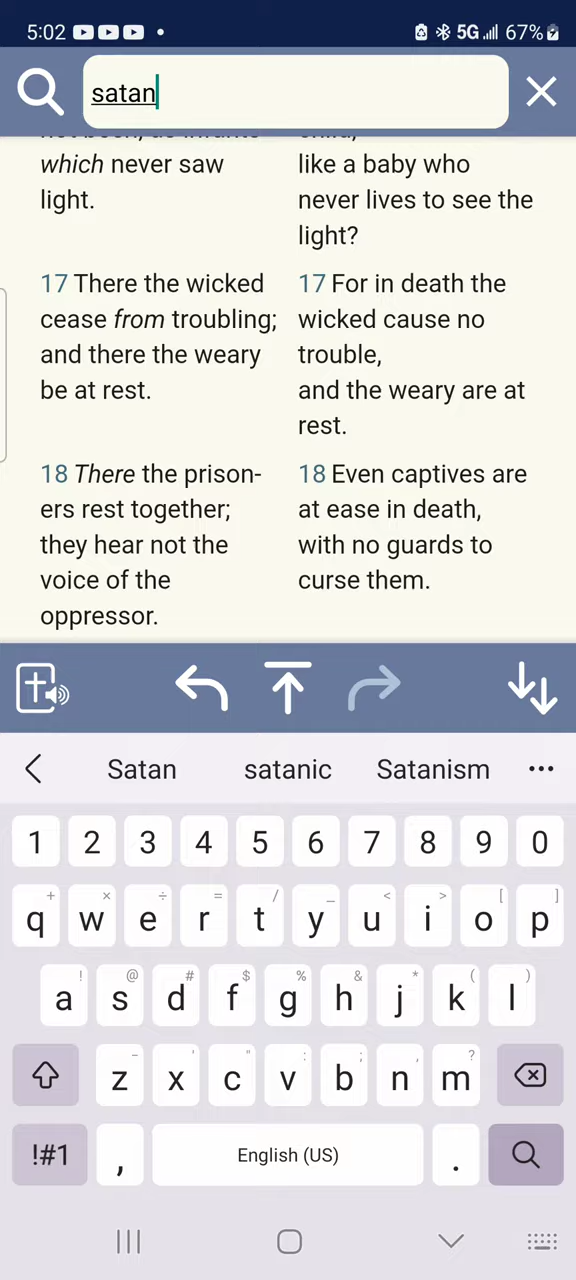 5:02
5G 67%
satan
which never saw
light.
17 There the wicked
cease from troubling;
and there the weary
be at rest.
18 There the prison-
ers rest together;
they hear not the
voice of the
oppressor.
child,
like a baby who
never lives to see the
light?
17 For in death the
wicked cause no
trouble,
and the weary are at
rest.
18 Even captives are
at ease in death,
with no guards to
curse them.
Satan satanic Satanism
1 2 3 4 5 6 7 8 9 0
+ × ÷ = / _ < > [ ]
q w e r t y u i o p
! @ # $ % & * ( )
a s d f g h j k l
- ' " : ; , ?
z x c v b n m
!#1 , English (US) .